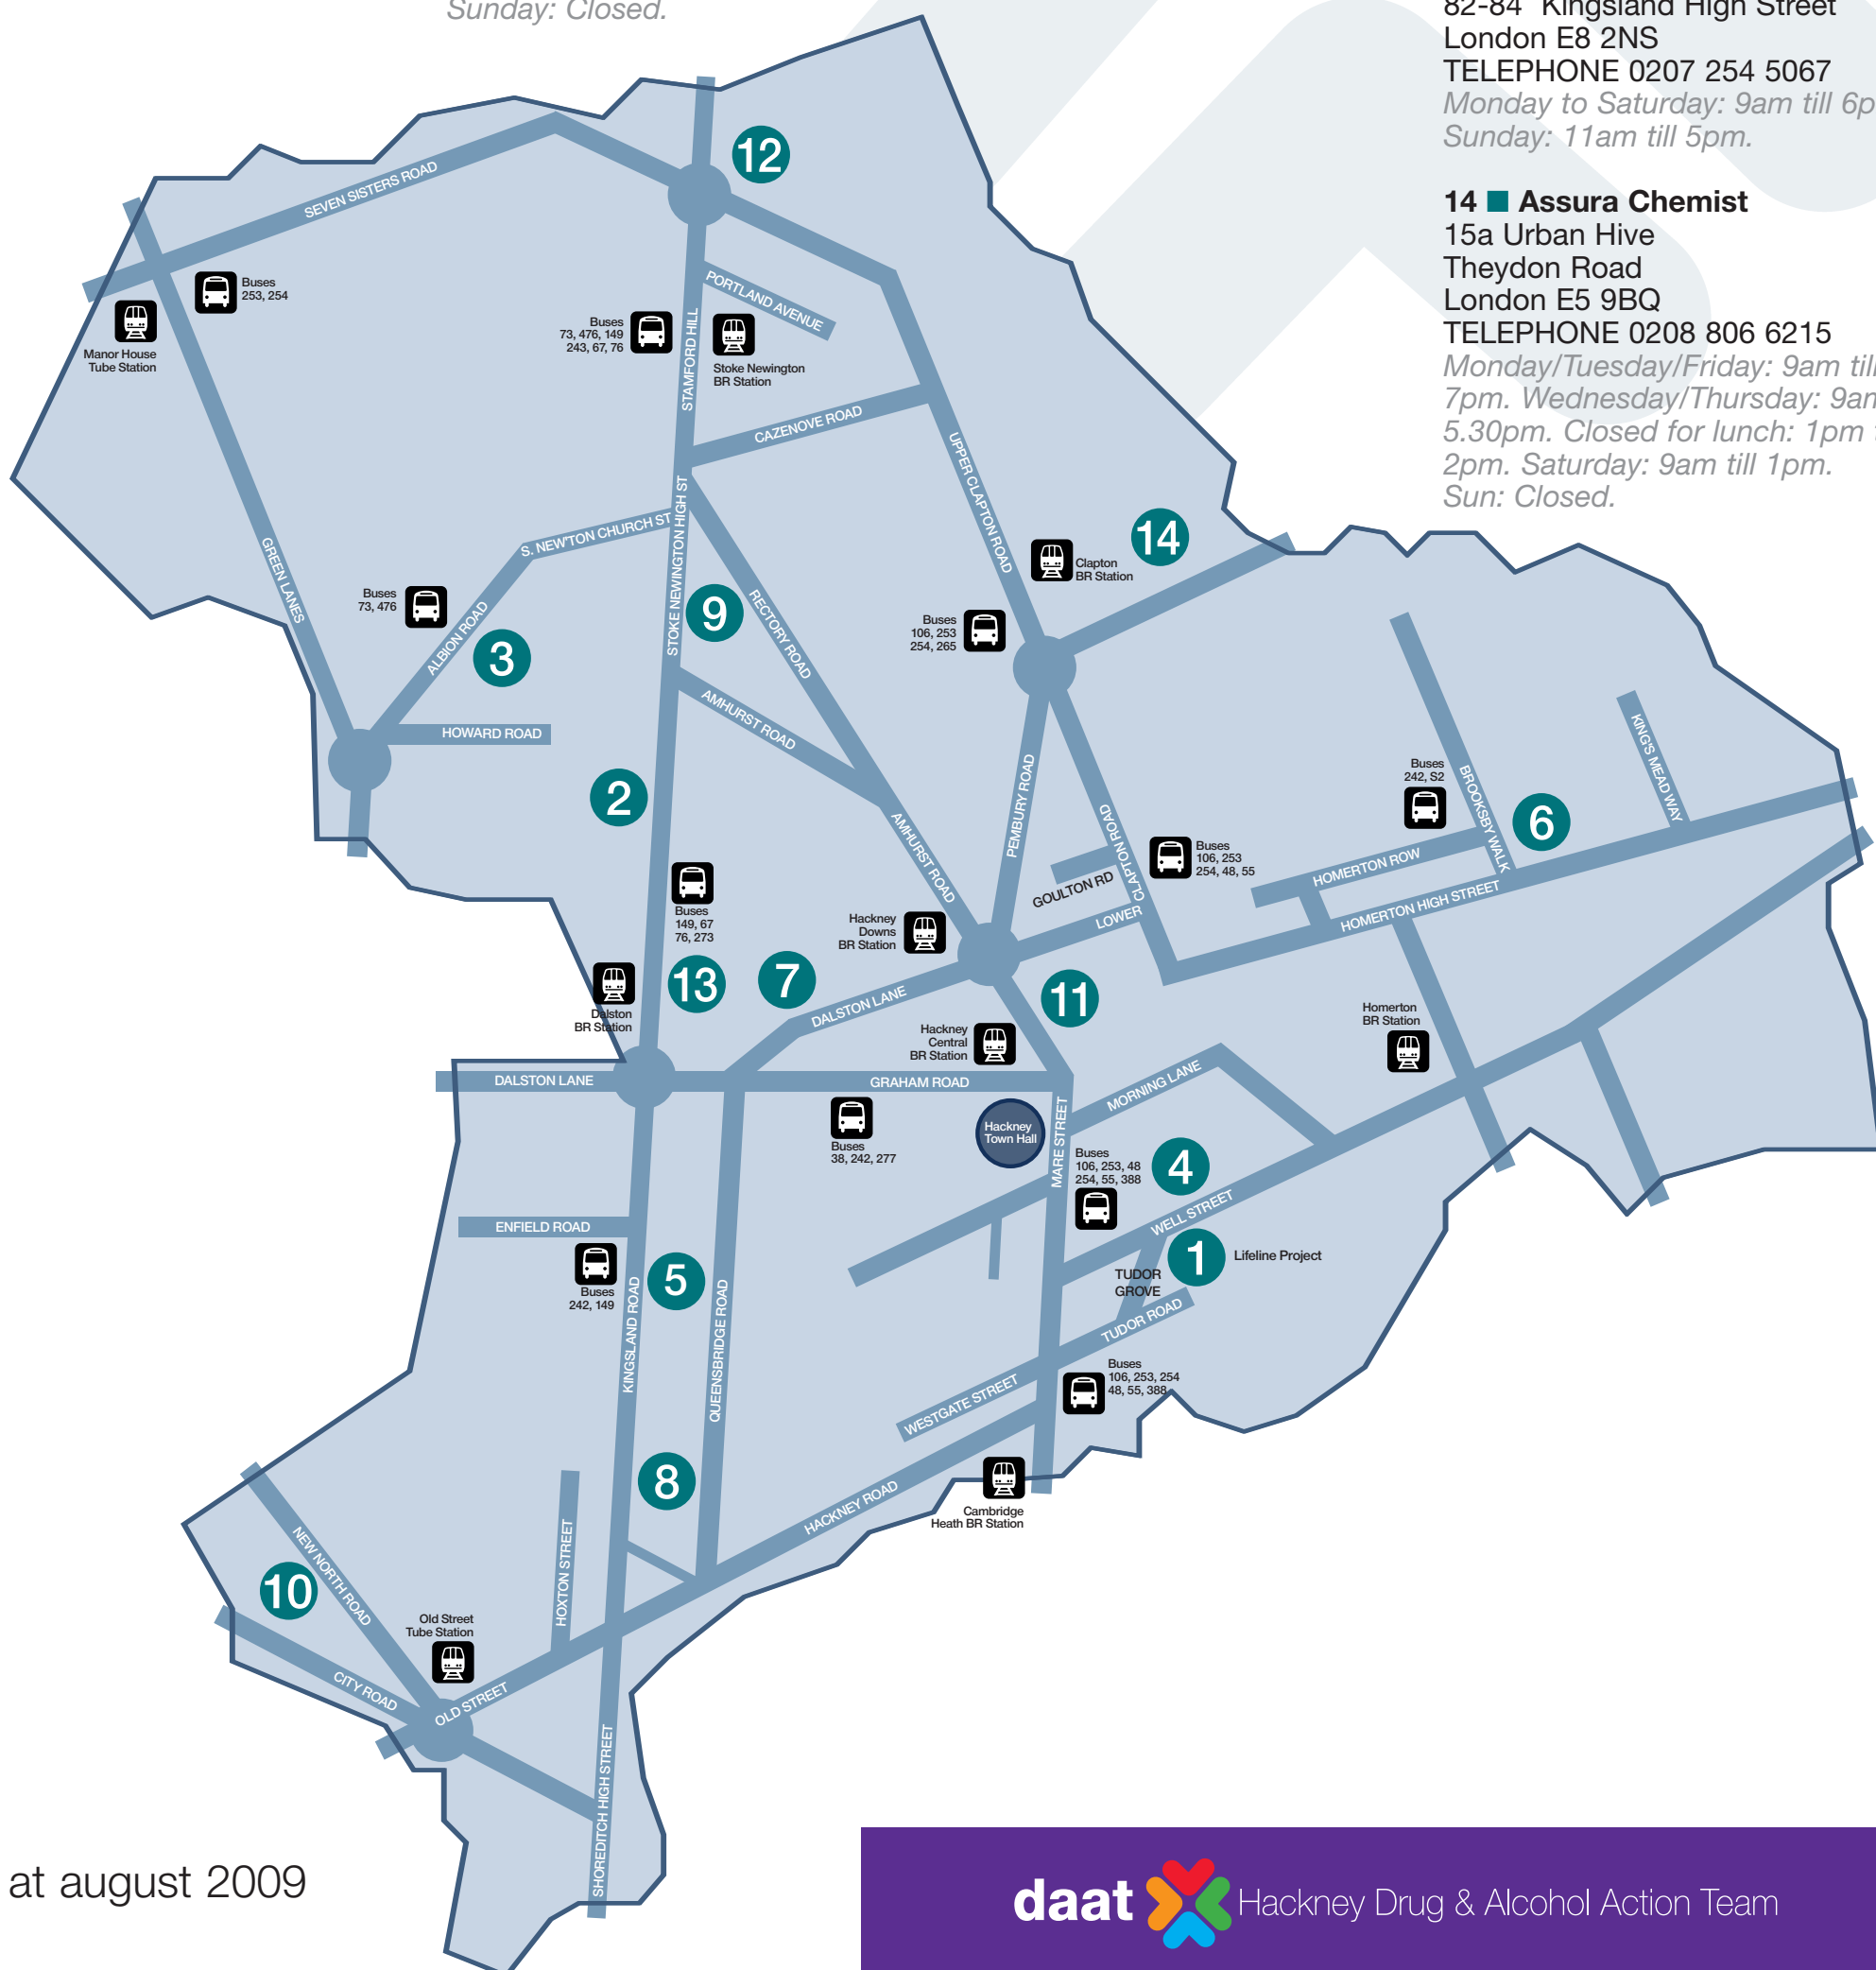 Sunday: Closed.
82-84 Kingsland High Street
London E8 2NS
TELEPHONE 0207 254 5067
Monday to Saturday: 9am till 6p
Sunday: 11am till 5pm.
14 ■ Assura Chemist
15a Urban Hive
Theydon Road
London E5 9BQ
TELEPHONE 0208 806 6215
Monday/Tuesday/Friday: 9am till
7pm. Wednesday/Thursday: 9am
5.30pm. Closed for lunch: 1pm t
2pm. Saturday: 9am till 1pm.
Sun: Closed.
12
SEVEN SISTERS ROAD
Buses
253, 254
Manor House
Tube Station
PORTLAND AVENUE
Buses
73, 476, 149
243, 67, 76
STAMFORD HILL
Stoke Newington
BR Station
CAZENOVE ROAD
UPPER CLAPTON ROAD
14
Clapton
BR Station
S. NEW'TON CHURCH ST
STOKE NEWINGTON HIGH ST
GREEN LANES
Buses
73, 476
ALBION ROAD
3
9
RECTORY ROAD
Buses
106, 253
254, 265
HOWARD ROAD
AMHURST ROAD
2
PEMBURY ROAD
CLAPTON ROAD
LOWER
GOULTON RD
Buses
106, 253
254, 48, 55
Buses
242, S2
BROOKSBY WALK
KING'S MEAD WAY
6
HOMERTON ROW
HOMERTON HIGH STREET
AMHURST ROAD
Buses
149, 67
76, 273
Hackney
Downs
BR Station
13
7
11
Dalston
BR Station
DALSTON LANE
Hackney
Central
BR Station
Homerton
BR Station
DALSTON LANE
GRAHAM ROAD
MORNING LANE
Hackney
Town Hall
MARE STREET
Buses
38, 242, 277
Buses
106, 253, 48
254, 55, 388
4
WELL STREET
ENFIELD ROAD
Buses
242, 149
5
1
Lifeline Project
TUDOR
GROVE
TUDOR ROAD
KINGSLAND ROAD
QUEENSBRIDGE ROAD
WESTGATE STREET
Buses
106, 253, 254
48, 55, 388
8
HACKNEY ROAD
Cambridge
Heath BR Station
HOXTON STREET
NEW NORTH ROAD
10
Old Street
Tube Station
CITY ROAD
OLD STREET
SHOREDITCH HIGH STREET
at august 2009
daat Hackney Drug & Alcohol Action Team